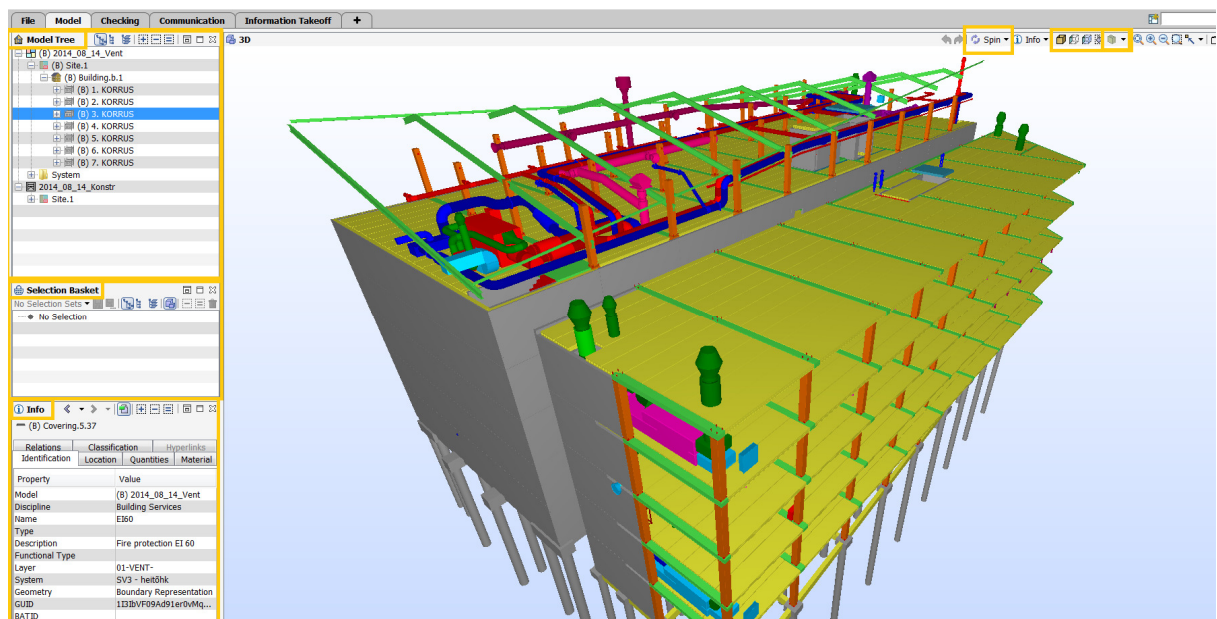 File Model Checking Communication Information Takeoff +
Model Tree
3D Spin Info
(B) 2014_08_14_Vent
(B) Site.1
(B) Building.b.1
(B) 1. KORRUS
(B) 2. KORRUS
(B) 3. KORRUS
(B) 4. KORRUS
(B) 5. KORRUS
(B) 6. KORRUS
(B) 7. KORRUS
System
2014_08_14_Konstr
Site.1
Selection Basket
No Selection Sets
No Selection
Info
(B) Covering.5.37
Relations Classification Hyperlinks
Identification Location Quantities Material
Property Value
Model (B) 2014_08_14_Vent
Discipline Building Services
Name EI60
Type
Description Fire protection EI 60
Functional Type
Layer 01-VENT-
System SV3 - heitõhk
Geometry Boundary Representation
GUID 1I3IbVF09Ad91er0vMq...
BATID